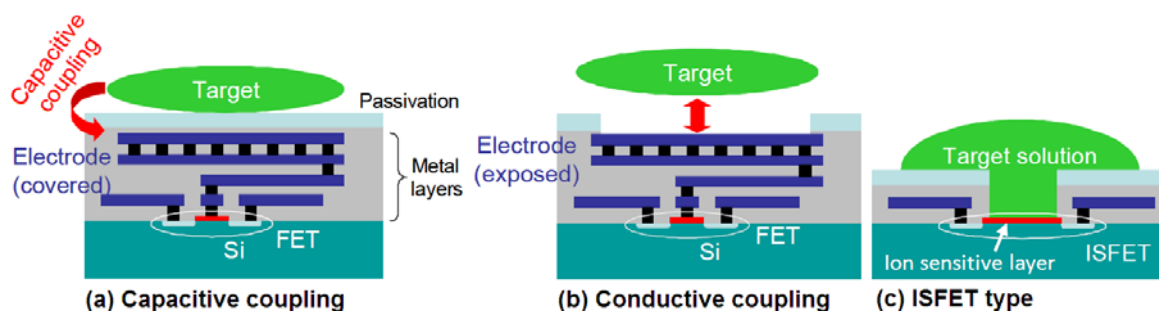 Capacitive
coupling
Target
Passivation
Electrode
(covered)
Metal
layers
FET
Si
(a) Capacitive coupling
Target
Electrode
(exposed)
FET
Si
(b) Conductive coupling
Target solution
Ion sensitive layer
ISFET
(c) ISFET type